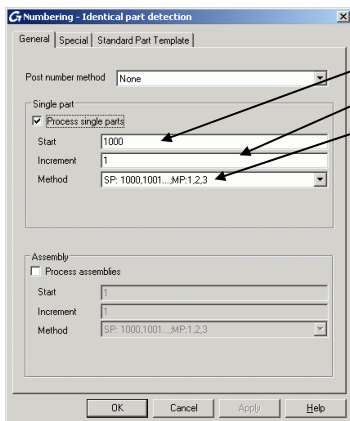 Numbering - Identical part detection
General Special Standard Part Template
Post number method None
Single part
Process single parts
Start 1000
Increment 1
Method SP: 1000,1001...;MP:1,2,3
Assembly
Process assemblies
Start 1
Increment 1
Method SP: 1000,1001...;MP:1,2,3
OK Cancel Apply Help